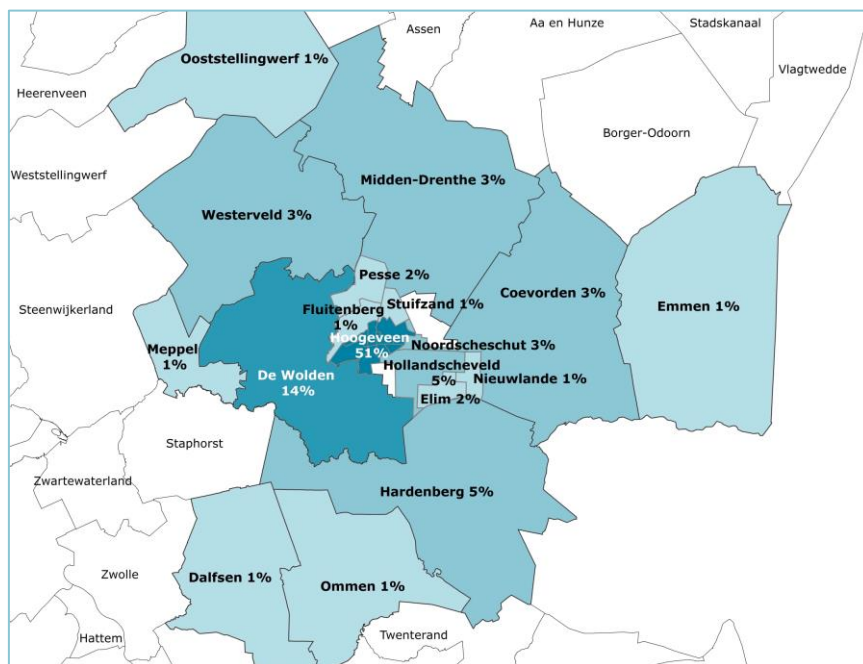 Assen
Aa en Hunze
Stadskanaal
Ooststellingwerf 1%
Vlagtwedde
Heerenveen
Borger-Odoorn
Weststellingwerf
Midden-Drenthe 3%
Westerveld 3%
Pesse 2%
Coevorden 3%
Stuifzand 1%
Emmen 1%
Steenwijkerland
Fluitenberg
1%
Hoogeveen
51%
Noordscheschut 3%
Meppel
1%
Hollandscheveld
5%
Nieuwlande 1%
De Wolden
14%
Elim 2%
Staphorst
Zwartewaterland
Hardenberg 5%
Zwolle
Dalfsen 1%
Ommen 1%
Hattem
Twenterand